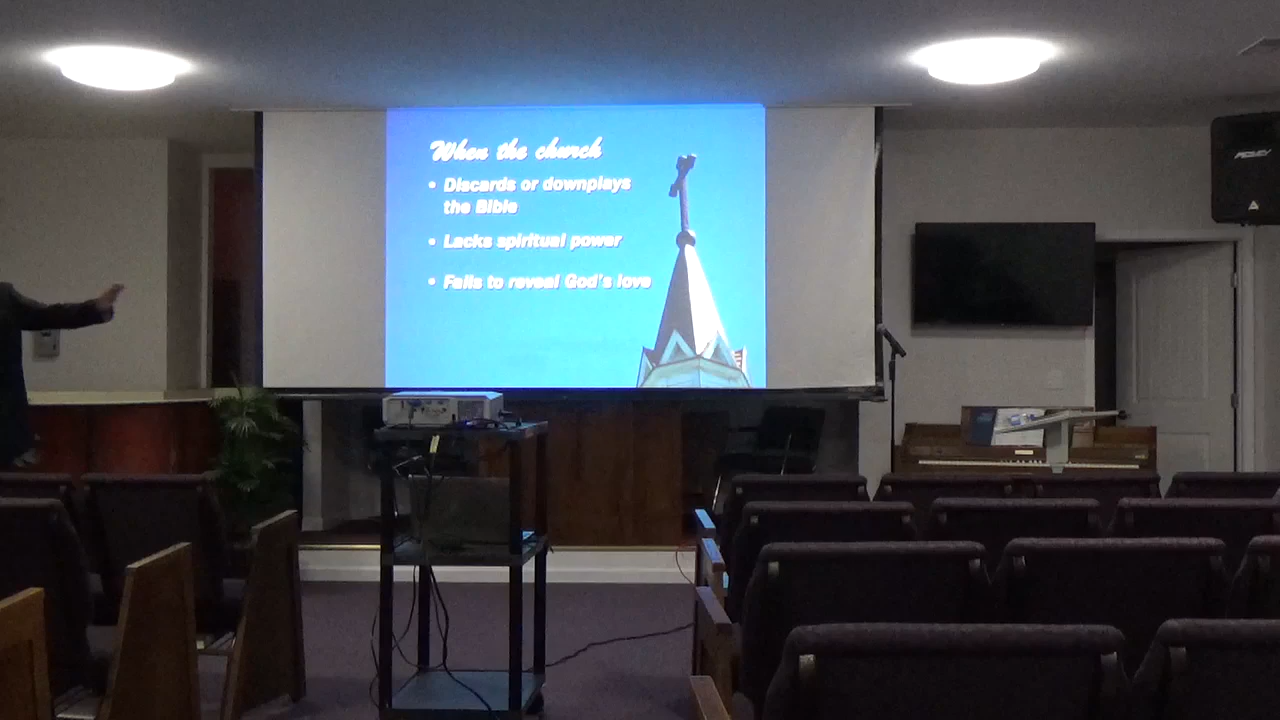 When the church
• Discards or downplays
the Bible
• Lacks spiritual power
• Fails to reveal God's love